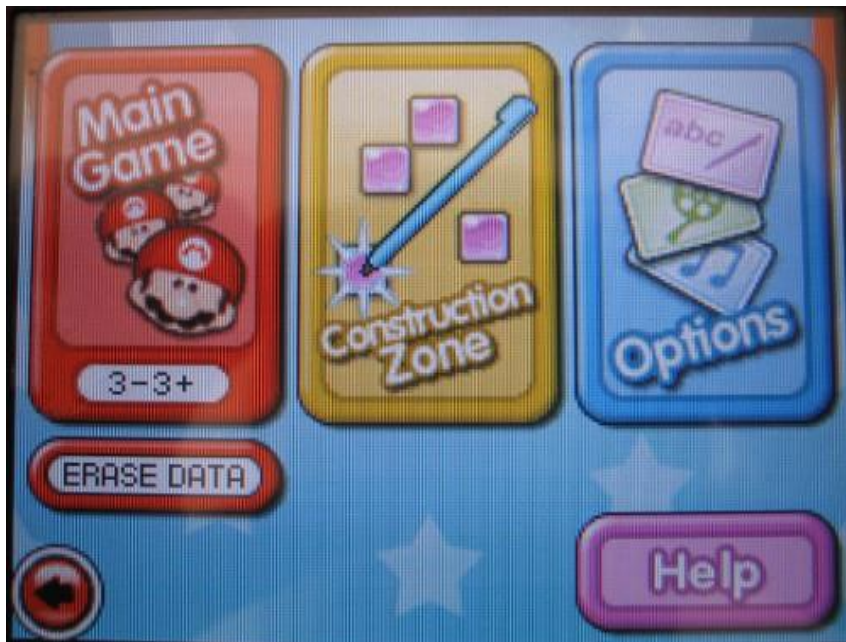 Main
Game
3-3+
ERASE DATA
Construction
Zone
abc
Options
Help